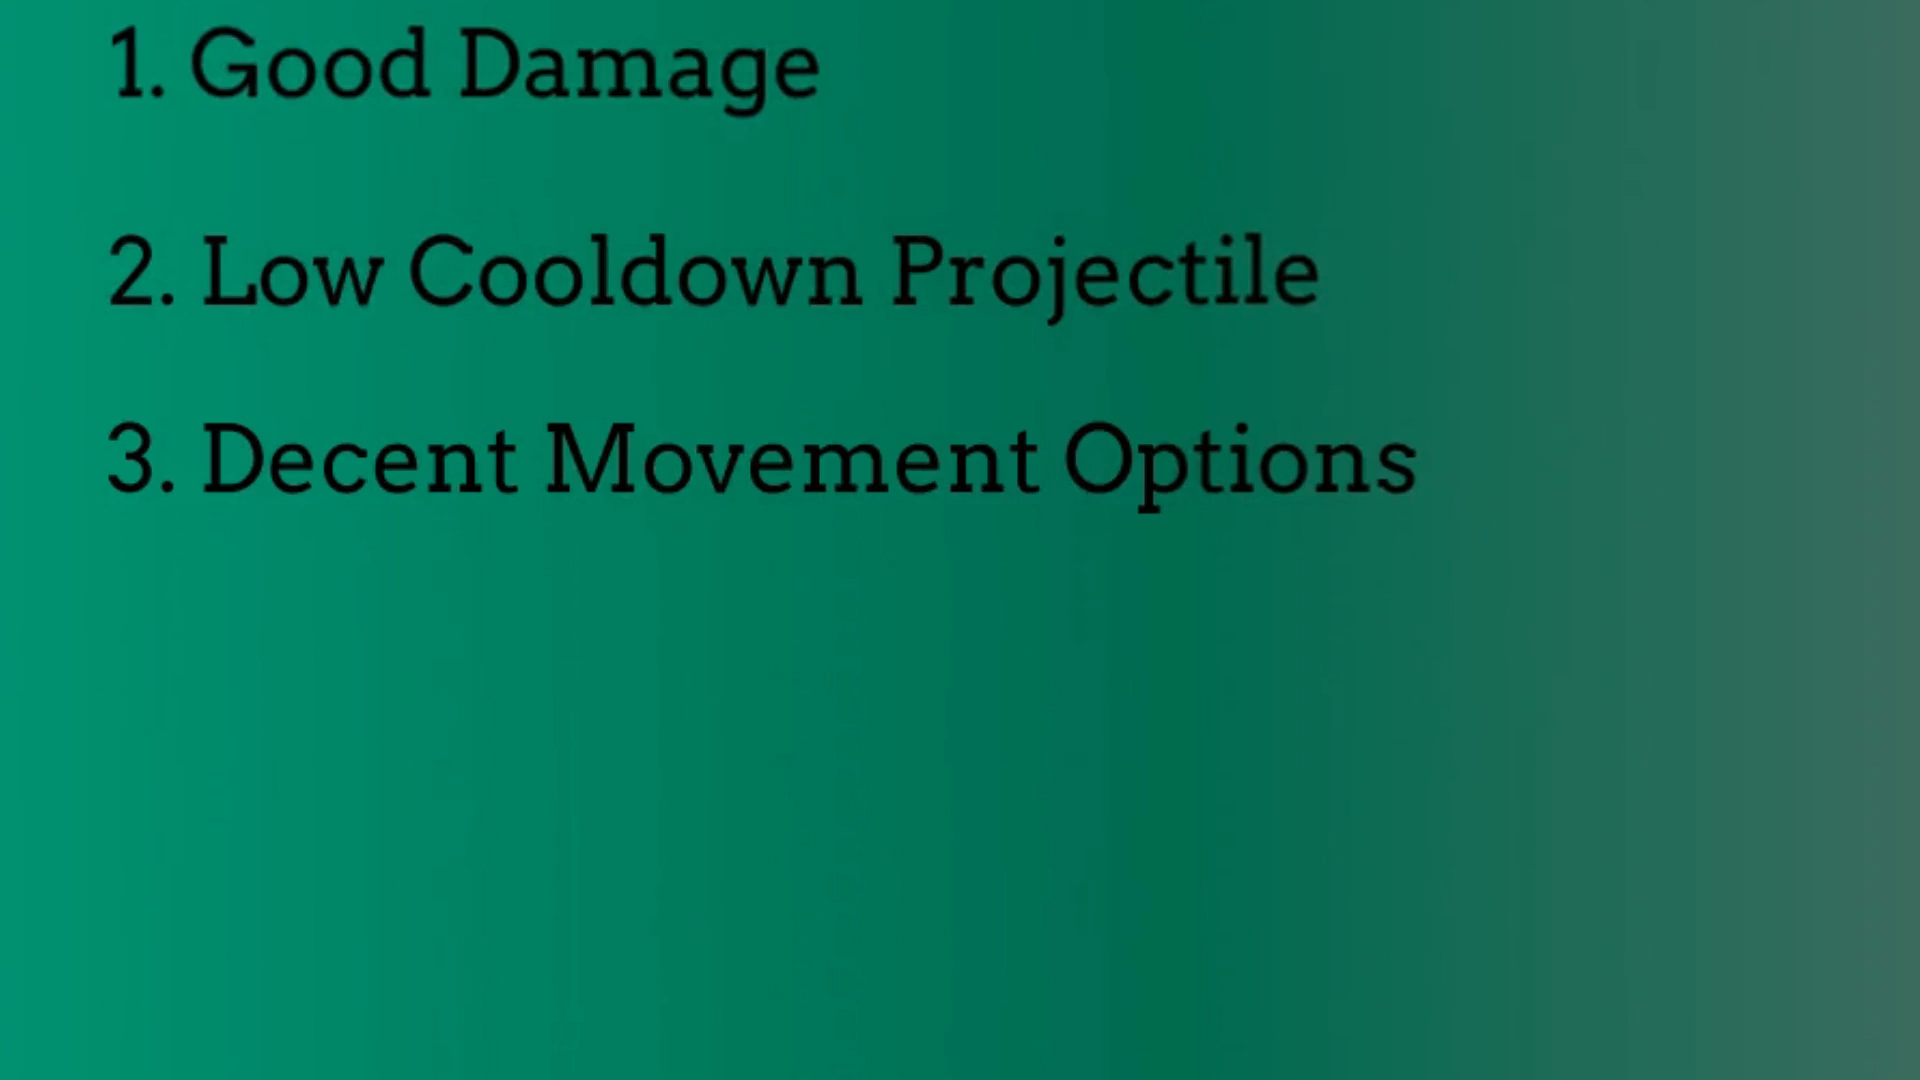 1. Good Damage
2. Low Cooldown Projectile
3. Decent Movement Options